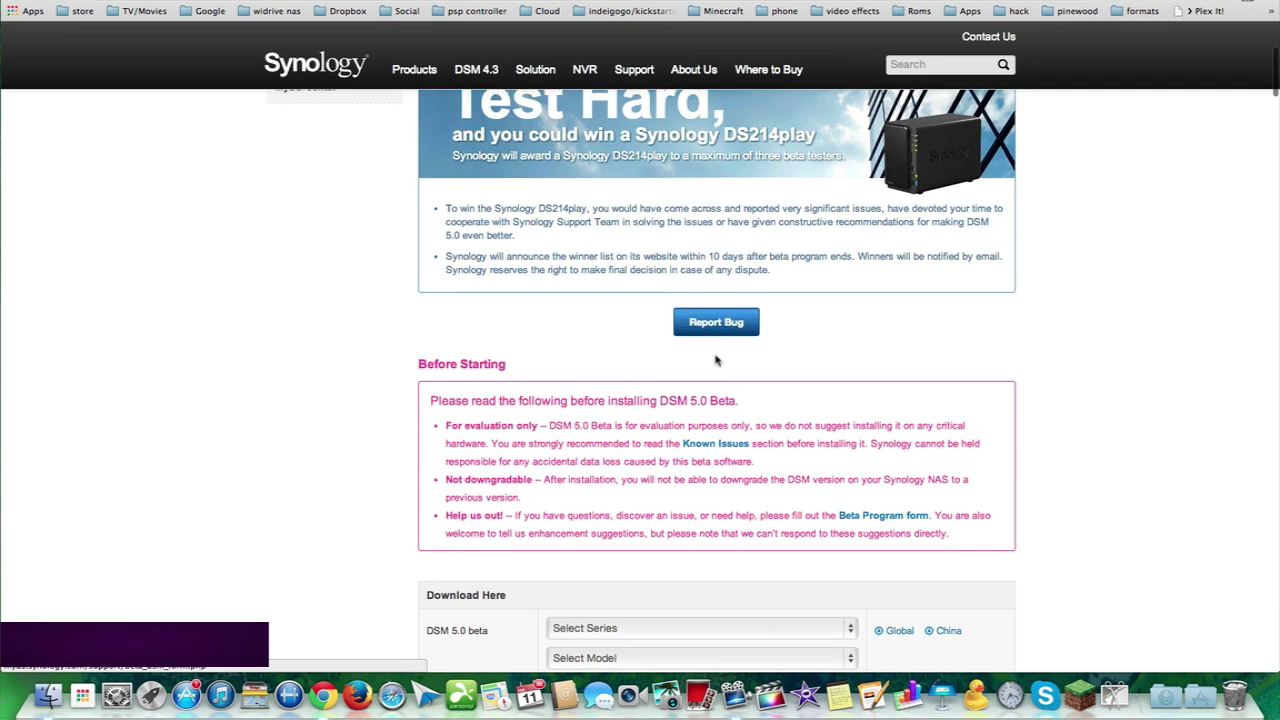 Apps store TV/Movies Google widrive nas Dropbox Social psp controller Cloud indeigogo/kickstart Minecraft phone video effects Roms Apps hack pinewood formats > Plex It! »
Contact Us
Synology Products DSM 4.3 Solution NVR Support About Us Where to Buy Search
Test Hard,
and you could win a Synology DS214play
Synology will award a Synology DS214play to a maximum of three beta testers.
• To win the Synology DS214play, you would have come across and reported very significant issues, have devoted your time to
cooperate with Synology Support Team in solving the issues or have given constructive recommendations for making DSM
5.0 even better.
• Synology will announce the winner list on its website within 10 days after beta program ends. Winners will be notified by email.
Synology reserves the right to make final decision in case of any dispute.
Report Bug
Before Starting
Please read the following before installing DSM 5.0 Beta.
• For evaluation only -- DSM 5.0 Beta is for evaluation purposes only, so we do not suggest installing it on any critical
hardware. You are strongly recommended to read the Known Issues section before installing it. Synology cannot be held
responsible for any accidental data loss caused by this beta software.
• Not downgradable -- After installation, you will not be able to downgrade the DSM version on your Synology NAS to a
previous version.
• Help us out! -- If you have questions, discover an issue, or need help, please fill out the Beta Program form. You are also
welcome to tell us enhancement suggestions, but please note that we can't respond to these suggestions directly.
Download Here
DSM 5.0 beta Select Series Global China
Select Model
personal
11